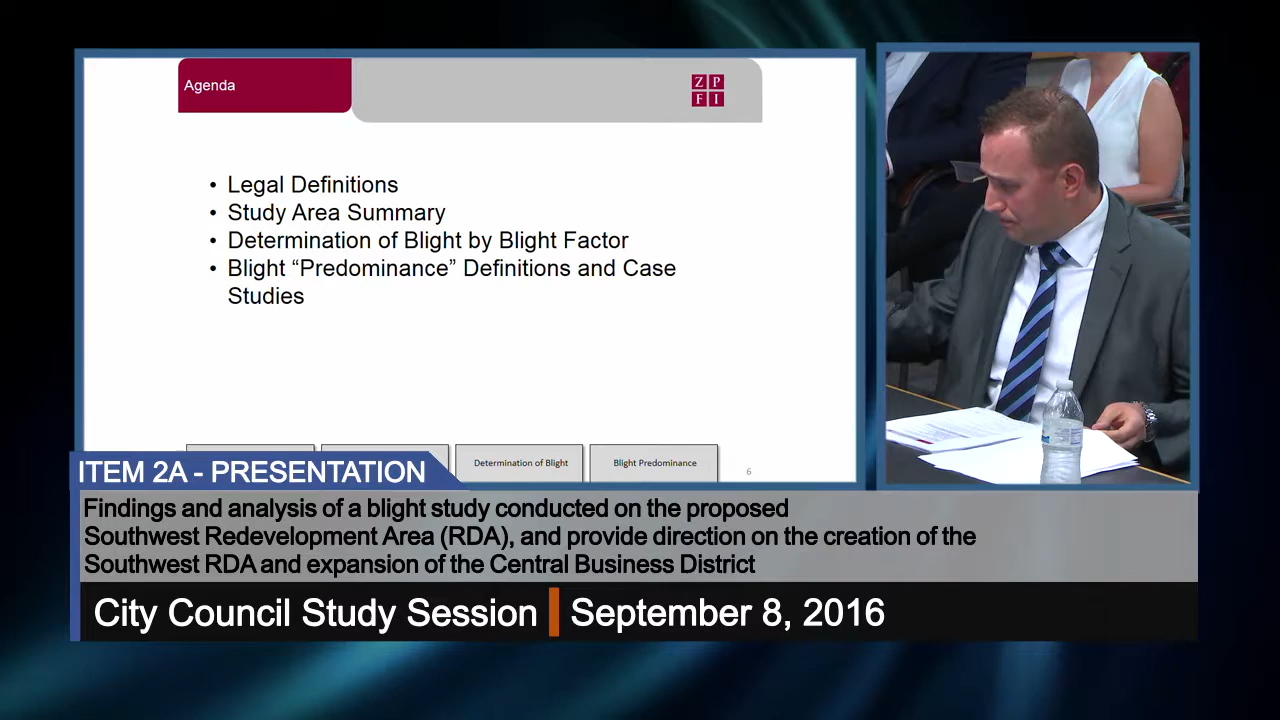 Agenda
Z P
F I
• Legal Definitions
• Study Area Summary
• Determination of Blight by Blight Factor
• Blight “Predominance” Definitions and Case
Studies
Determination of Blight
Blight Predominance
6
ITEM 2A - PRESENTATION
Findings and analysis of a blight study conducted on the proposed
Southwest Redevelopment Area (RDA), and provide direction on the creation of the
Southwest RDA and expansion of the Central Business District
City Council Study Session
September 8, 2016